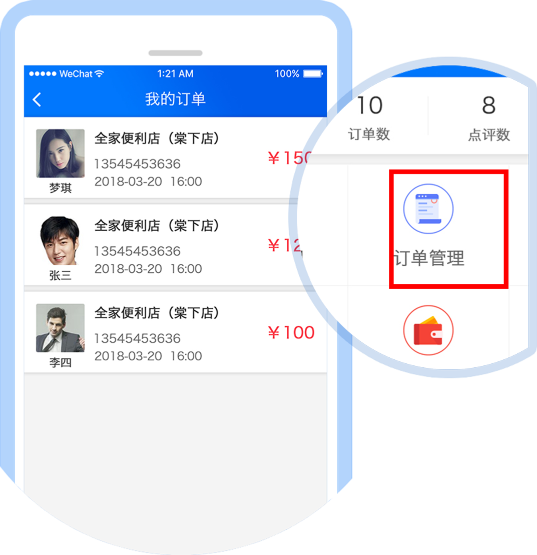 WeChat
1:21 AM
100%
我的订单
全家便利店（棠下店）
13545453636
2018-03-20 16:00
￥150
梦琪
全家便利店（棠下店）
13545453636
2018-03-20 16:00
￥12
张三
全家便利店（棠下店）
13545453636
2018-03-20 16:00
￥100
李四
10
订单数
8
点评数
订单管理